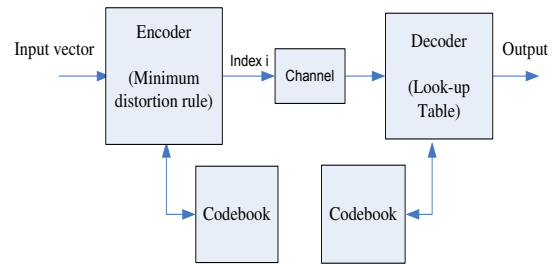 Input vector
Encoder
(Minimum
distortion rule)
Index i
Channel
Decoder
(Look-up
Table)
Output
Codebook
Codebook